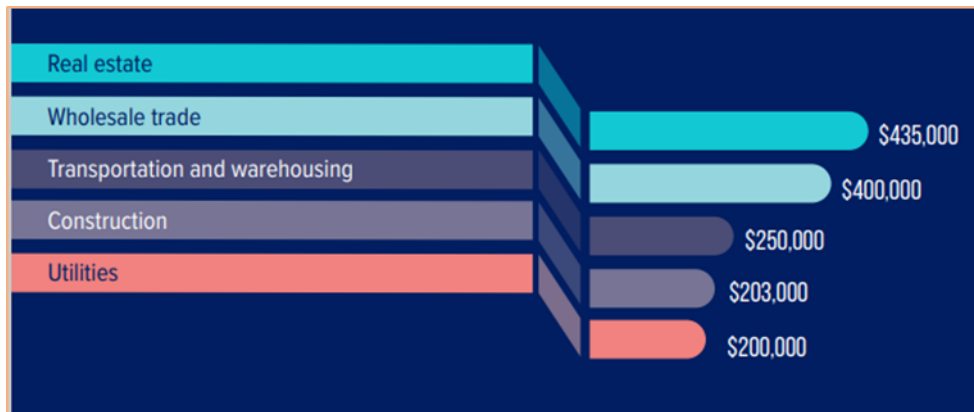 Real estate
Wholesale trade
Transportation and warehousing
Construction
Utilities
$435,000
$400,000
$250,000
$203,000
$200,000